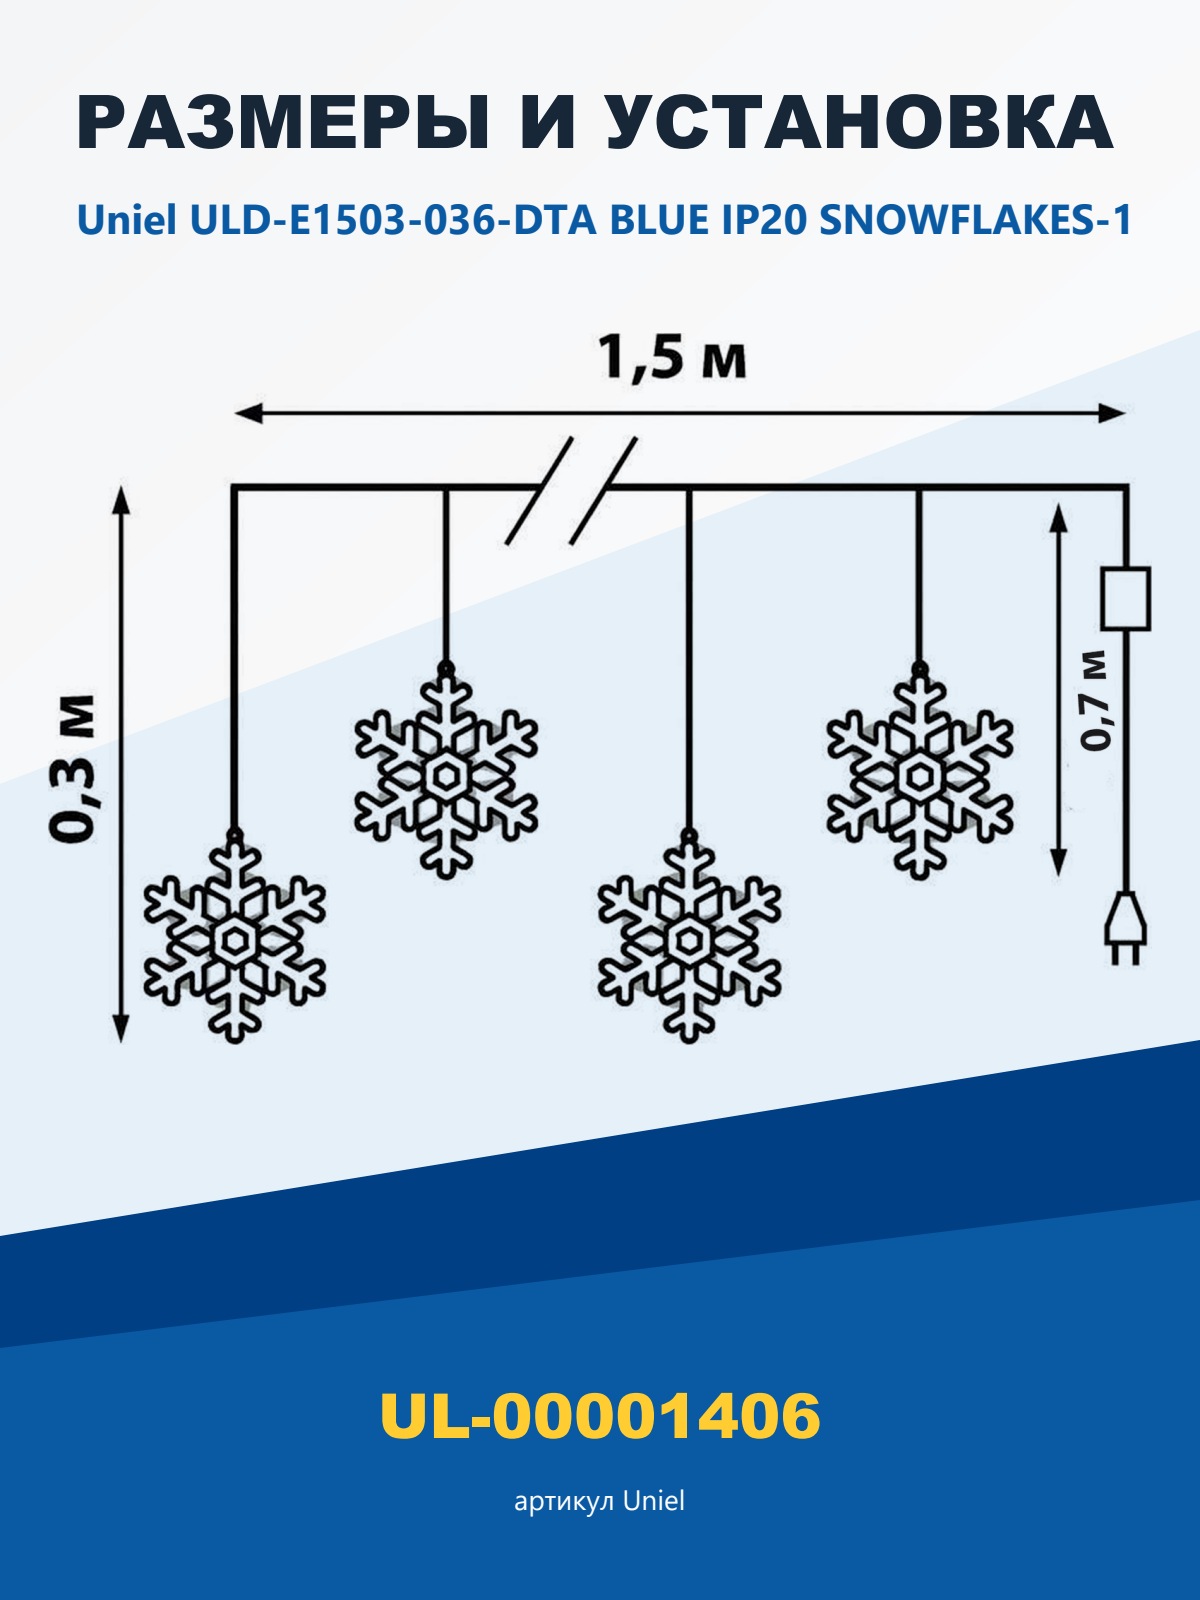 РАЗМЕРЫ И УСТАНОВКА
Uniel ULD-E1503-036-DTA BLUE IP20 SNOWFLAKES-1
1,5 м
0,3 м
0,7 м
UL-00001406
артикул Uniel